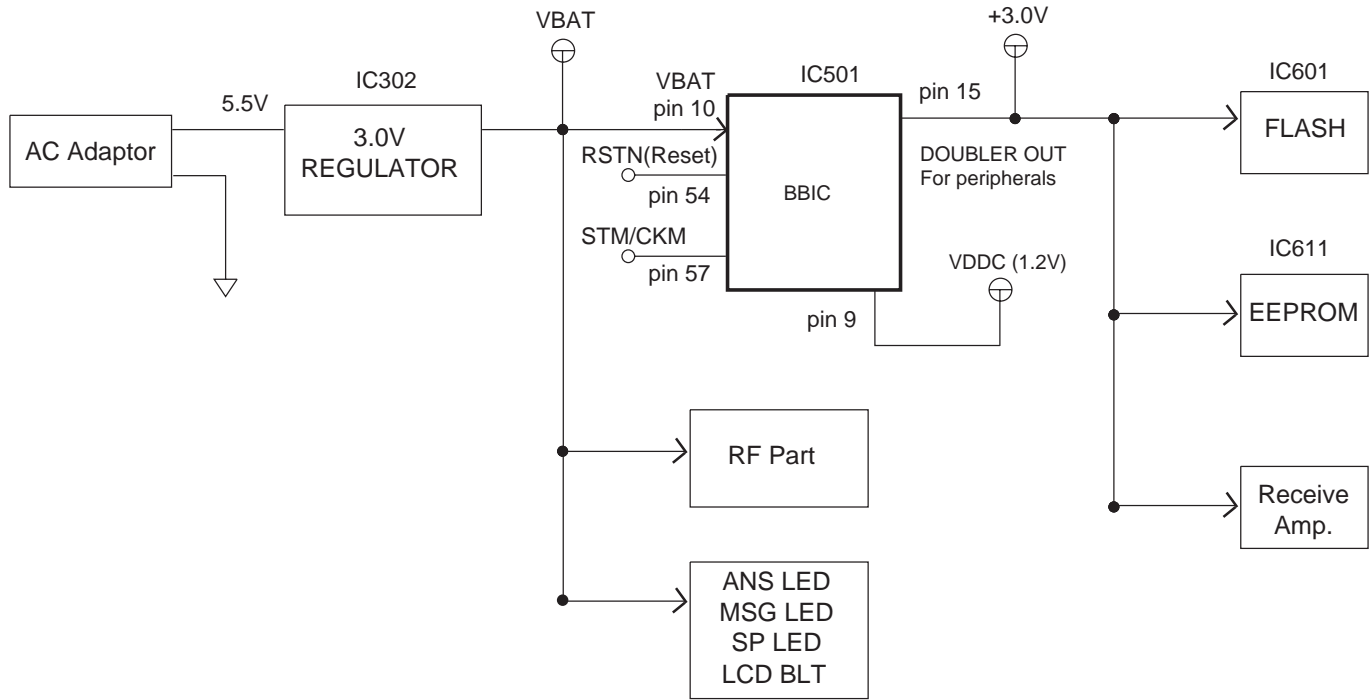 VBAT
+3.0V
IC302
VBAT
pin 10
IC501
pin 15
IC601
5.5V
AC Adaptor
3.0V
REGULATOR
FLASH
RSTN(Reset)
pin 54
BBIC
DOUBLER OUT
For peripherals
STM/CKM
pin 57
VDDC (1.2V)
IC611
pin 9
EEPROM
RF Part
Receive
Amp.
ANS LED
MSG LED
SP LED
LCD BLT